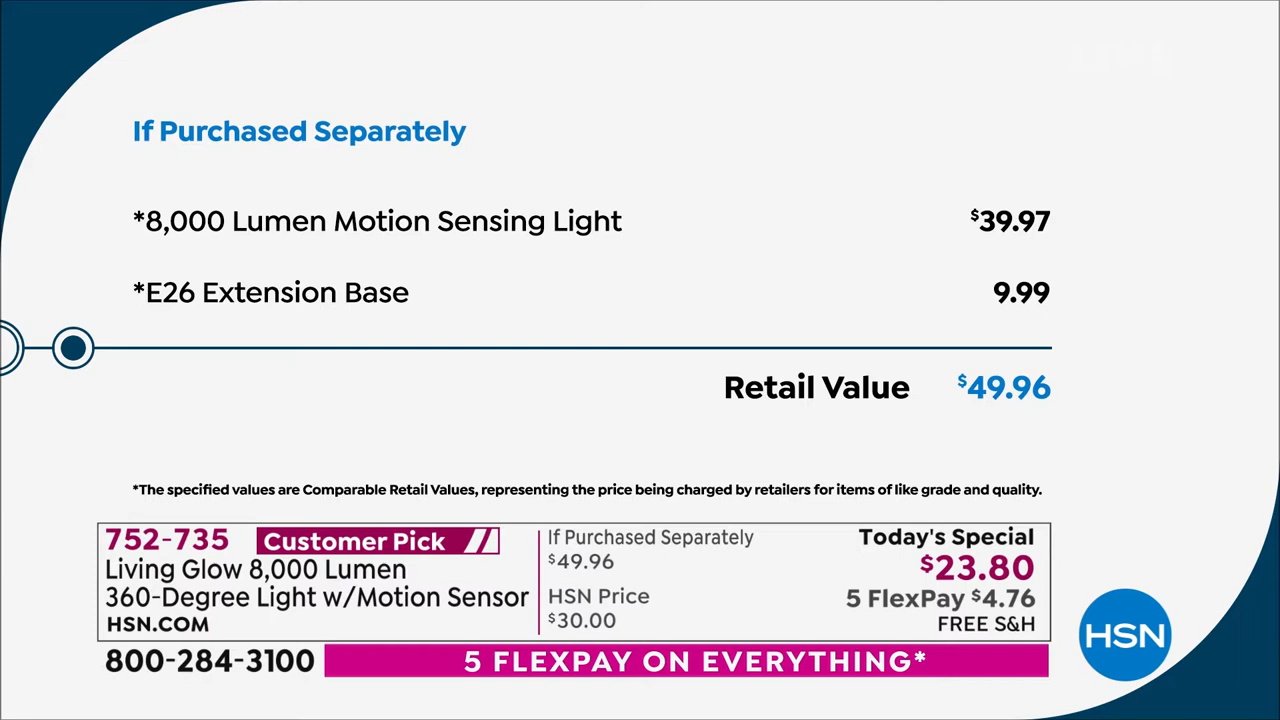 If Purchased Separately
*8,000 Lumen Motion Sensing Light $39.97
*E26 Extension Base 9.99
Retail Value $49.96
*The specified values are Comparable Retail Values, representing the price being charged by retailers for items of like grade and quality.
752-735 Customer Pick
Living Glow 8,000 Lumen
360-Degree Light w/Motion Sensor
HSN.COM
If Purchased Separately
$49.96
HSN Price
$30.00
Today's Special
$23.80
5 FlexPay $4.76
FREE S&H
HSN
800-284-3100
5 FLEXPAY ON EVERYTHING*